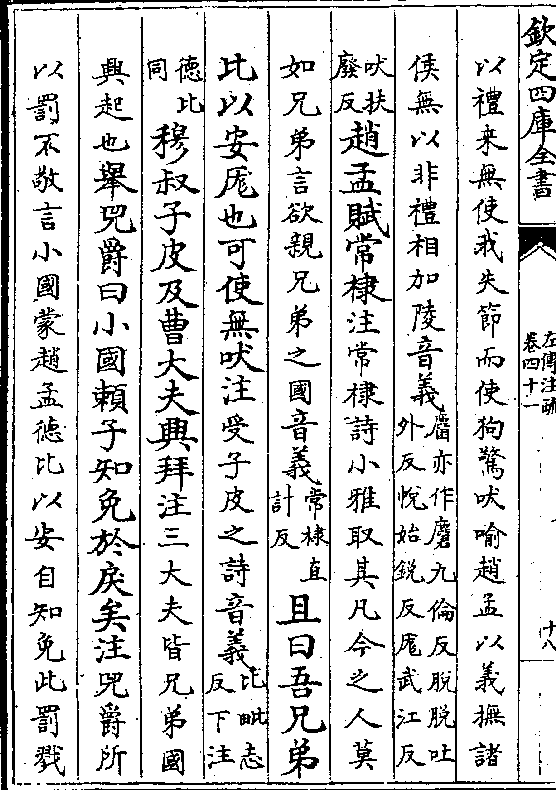 欽定四庫全書
左傳注疏
卷四十一
十八
以禮來無使我失節而使狗驚吠喻趙孟以義撫諸
侯無以非禮相加陵音義麕亦作麏九倫反脫脫吐
外反帨始銳反尨武江反
吠扶
廢反趙孟賦常棣注常棣詩小雅取其凡今之人莫
如兄弟言欲親兄弟之國音義常棣直
計反且曰吾兄弟
比以安尨也可使無吠注受子皮之詩音義比毗志
反下注
德比
同穆叔子皮及曹大夫興拜注三大夫皆兄弟國
興起也舉兕爵曰小國賴子知免於戾矣注兕爵所
以罰不敬言小國蒙趙孟德比以安自知免此罰戮